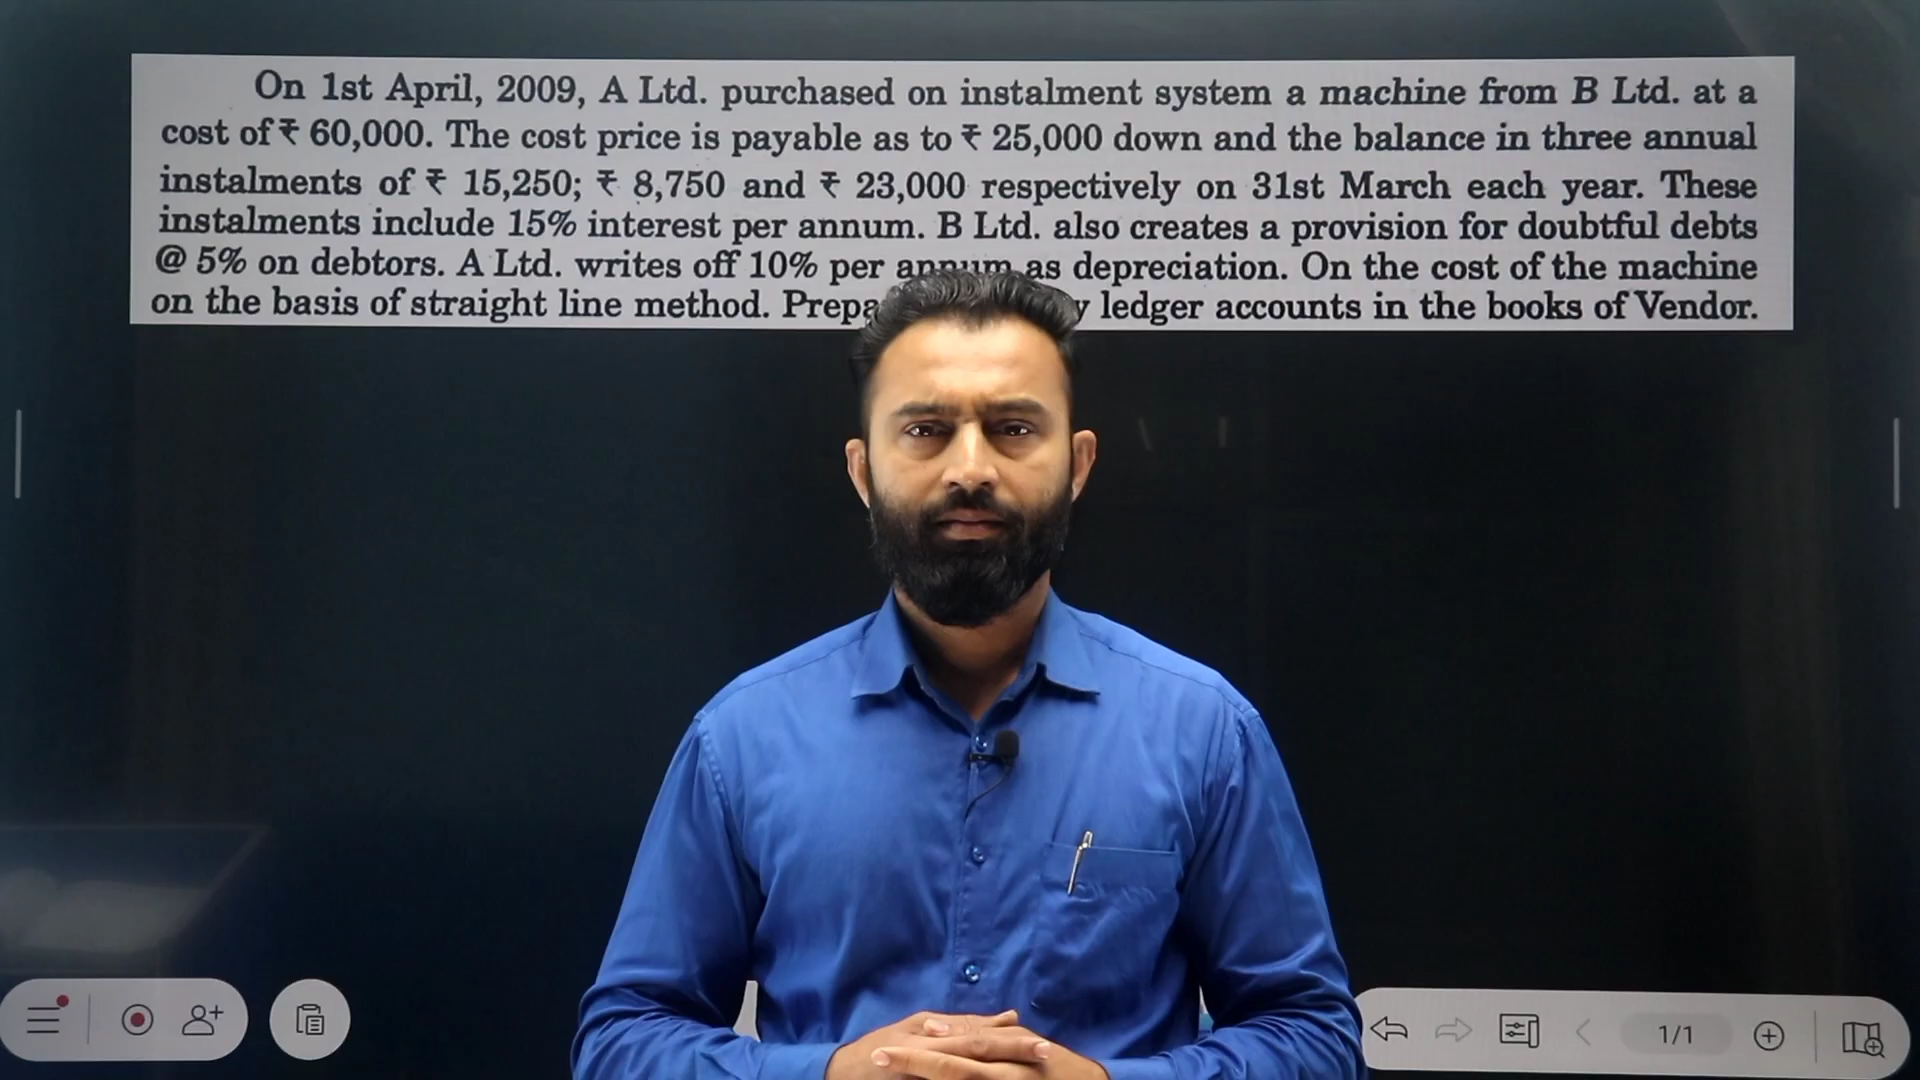 On 1st April, 2009, A Ltd. purchased on instalment system a machine from B Ltd. at a
cost of ₹ 60,000. The cost price is payable as to ₹ 25,000 down and the balance in three annual
instalments of ₹ 15,250; ₹ 8,750 and ₹ 23,000 respectively on 31st March each year. These
instalments include 15% interest per annum. B Ltd. also creates a provision for doubtful debts
@ 5% on debtors. A Ltd. writes off 10% per annum as depreciation. On the cost of the machine
on the basis of straight line method. ledger accounts in the books of Vendor.
1/1